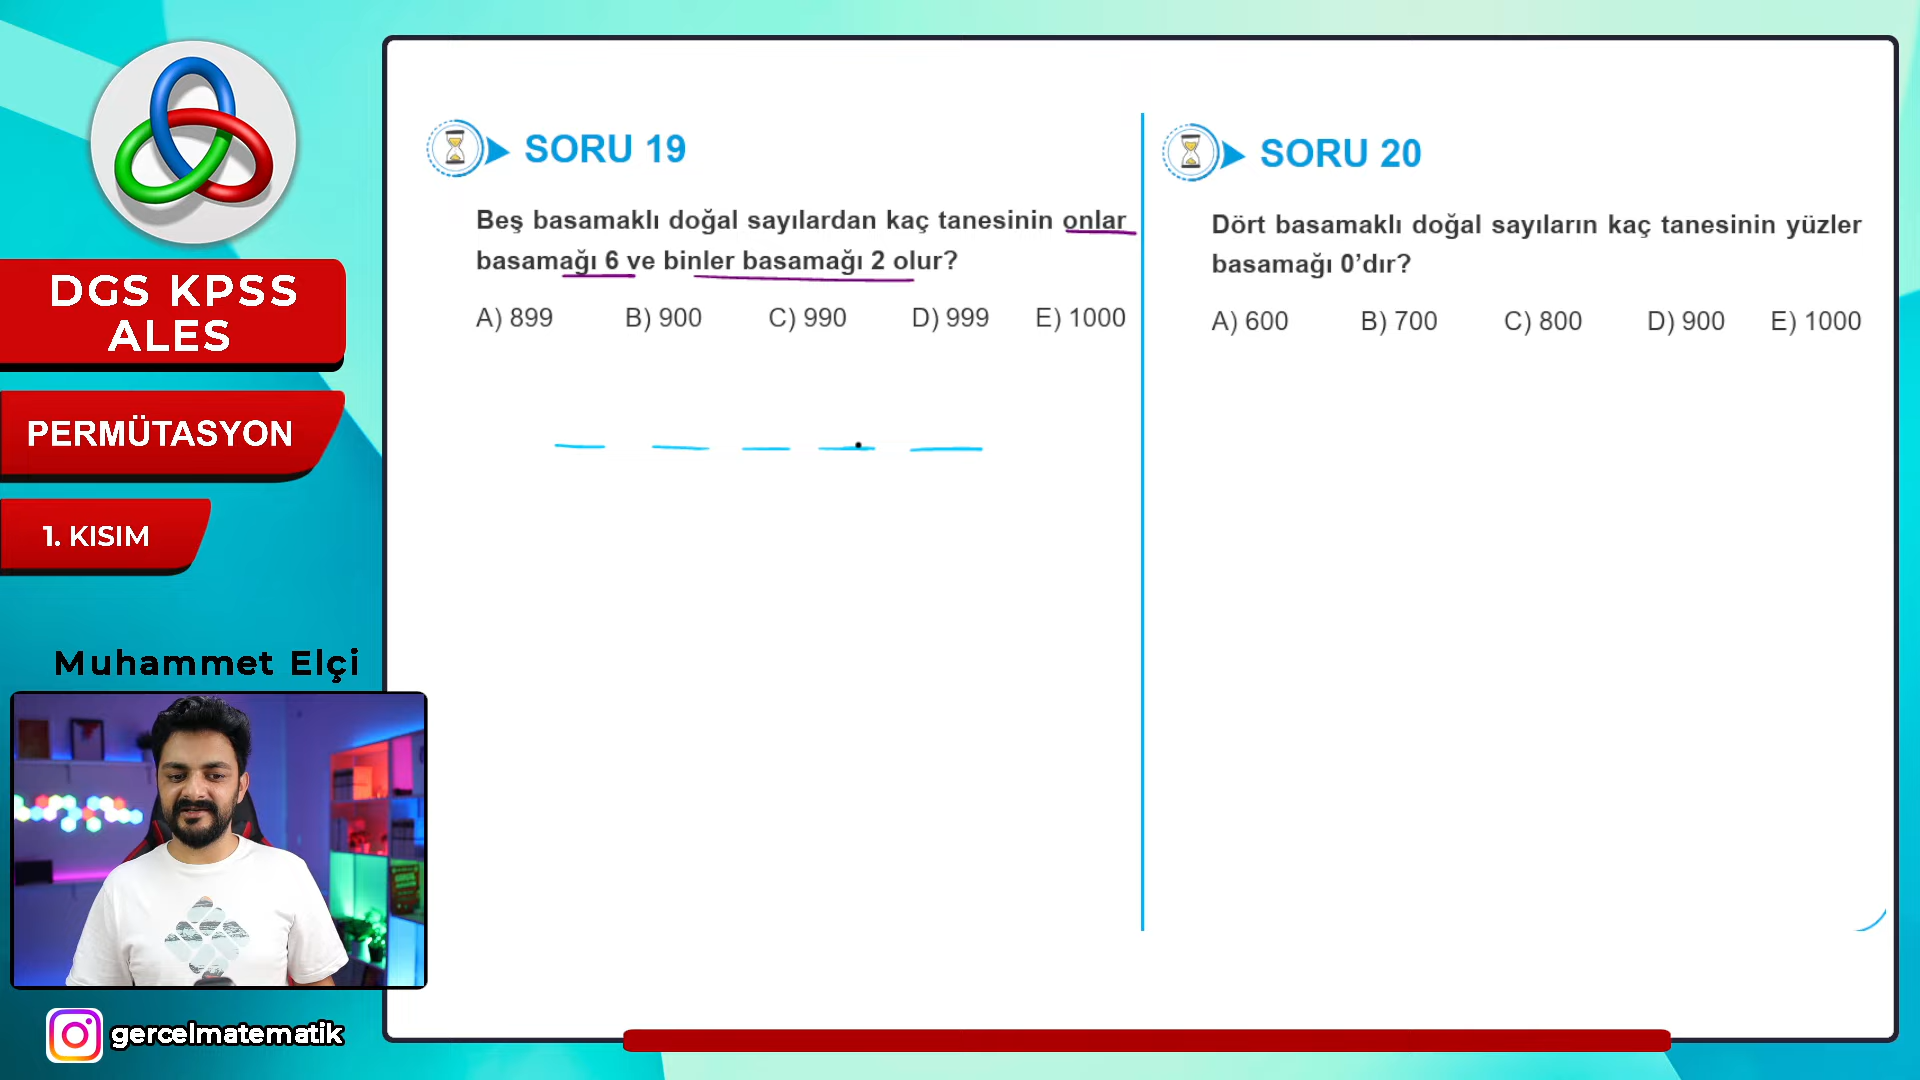 DGS KPSS
ALES
PERMÜTASYON
1. KISIM
Muhammet Elçi
gercelmatematik
SORU 19
Beş basamaklı doğal sayılardan kaç tanesinin onlar
basamağı 6 ve binler basamağı 2 olur?
A) 899 B) 900 C) 990 D) 999 E) 1000
SORU 20
Dört basamaklı doğal sayıların kaç tanesinin yüzler
basamağı 0’dır?
A) 600 B) 700 C) 800 D) 900 E) 1000